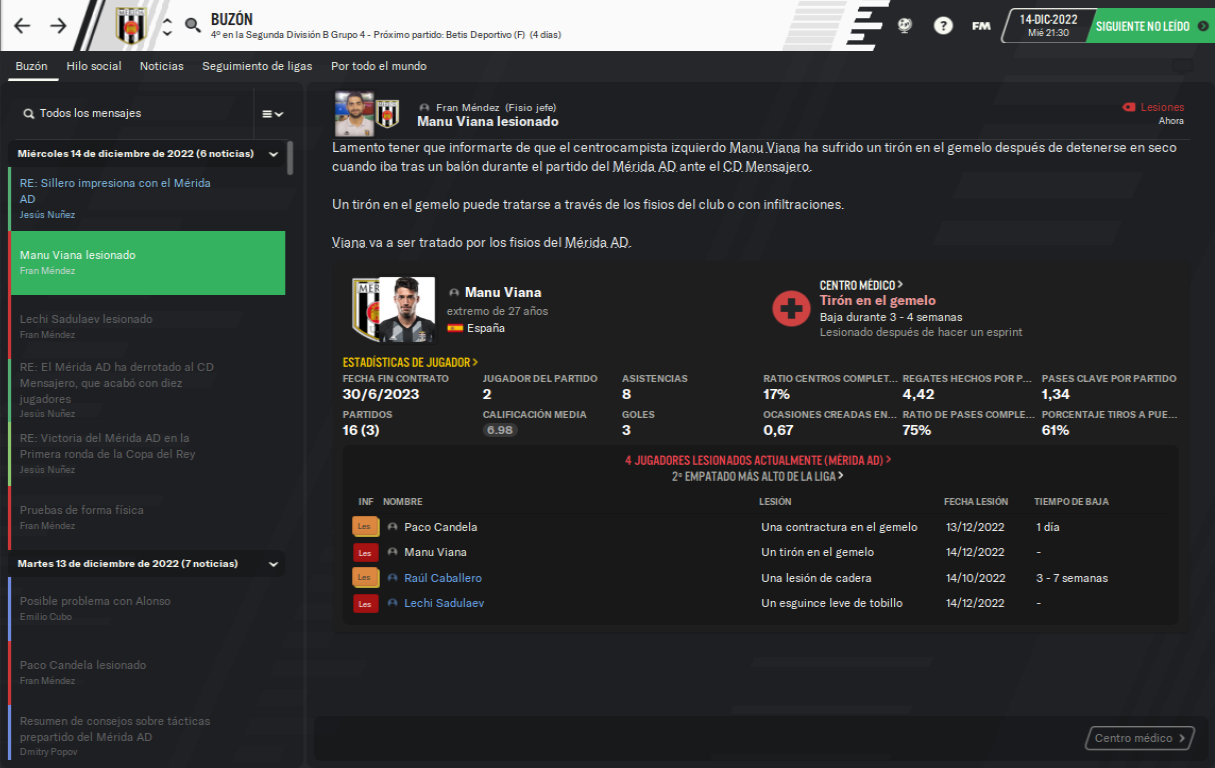 BUZÓN
4º en la Segunda División B Grupo 4 - Próximo partido: Betis Deportivo (F) (4 días)
?
FM
14-DIC-2022
Mié 21:30
SIGUIENTE NO LEÍDO
Buzón Hilo social Noticias Seguimiento de ligas Por todo el mundo
Todos los mensajes
Miércoles 14 de diciembre de 2022 (6 noticias)
RE: Sillero impresiona con el Mérida
AD
Jesús Nuñez
Manu Viana lesionado
Fran Méndez
Lechi Sadulaev lesionado
Fran Méndez
RE: El Mérida AD ha derrotado al CD
Mensajero, que acabó con diez
jugadores
Jesús Nuñez
RE: Victoria del Mérida AD en la
Primera ronda de la Copa del Rey
Jesús Nuñez
Pruebas de forma física
Fran Méndez
Martes 13 de diciembre de 2022 (7 noticias)
Posible problema con Alonso
Emilio Cubo
Paco Candela lesionado
Fran Méndez
Resumen de consejos sobre tácticas
prepartido del Mérida AD
Dmitry Popov
Fran Méndez (Fisio jefe)
Manu Viana lesionado
Lesiones
Ahora
Lamento tener que informarte de que el centrocampista izquierdo Manu Viana ha sufrido un tirón en el gemelo después de detenerse en seco
cuando iba tras un balón durante el partido del Mérida AD ante el CD Mensajero.
Un tirón en el gemelo puede tratarse a través de los fisios del club o con infiltraciones.
Viana va a ser tratado por los fisios del Mérida AD.
Manu Viana
extremo de 27 años
España
CENTRO MÉDICO >
Tirón en el gemelo
Baja durante 3 - 4 semanas
Lesionado después de hacer un esprint
ESTADÍSTICAS DE JUGADOR >
FECHA FIN CONTRATO JUGADOR DEL PARTIDO ASISTENCIAS RATIO CENTROS COMPLET... REGATES HECHOS POR P... PASES CLAVE POR PARTIDO
30/6/2023 2 8 17% 4,42 1,34
PARTIDOS CALIFICACIÓN MEDIA GOLES OCASIONES CREADAS EN... RATIO DE PASES COMPLE... PORCENTAJE TIROS A PUE...
16 (3) 6.98 3 0,67 75% 61%
4 JUGADORES LESIONADOS ACTUALMENTE (MÉRIDA AD) >
2º EMPATADO MÁS ALTO DE LA LIGA >
INF NOMBRE LESIÓN FECHA LESIÓN TIEMPO DE BAJA
Les Paco Candela Una contractura en el gemelo 13/12/2022 1 día
Les Manu Viana Un tirón en el gemelo 14/12/2022 -
Les Raúl Caballero Una lesión de cadera 14/10/2022 3 - 7 semanas
Les Lechi Sadulaev Un esguince leve de tobillo 14/12/2022 -
Centro médico >